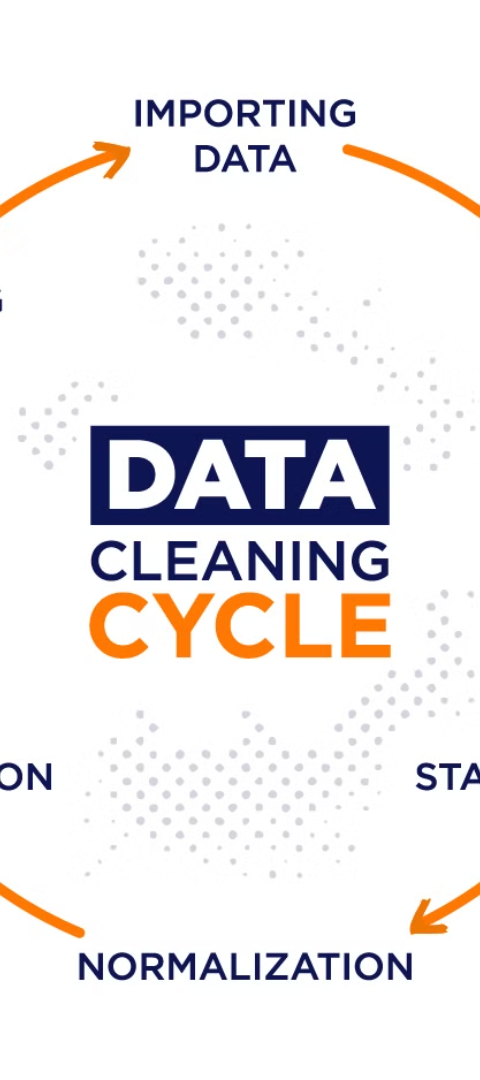 IMPORTING
DATA
DATA
CLEANING
CYCLE
NORMALIZATION